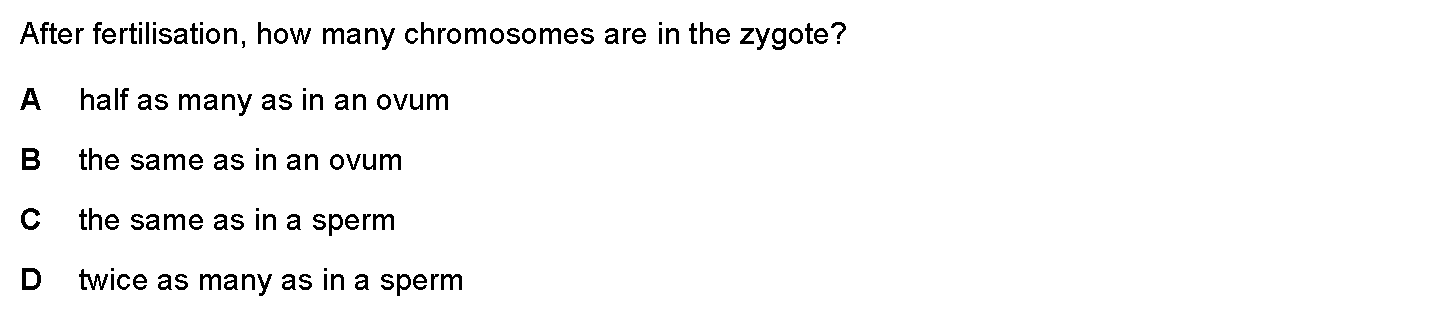 After fertilisation, how many chromosomes are in the zygote?
A half as many as in an ovum
B the same as in an ovum
C the same as in a sperm
D twice as many as in a sperm